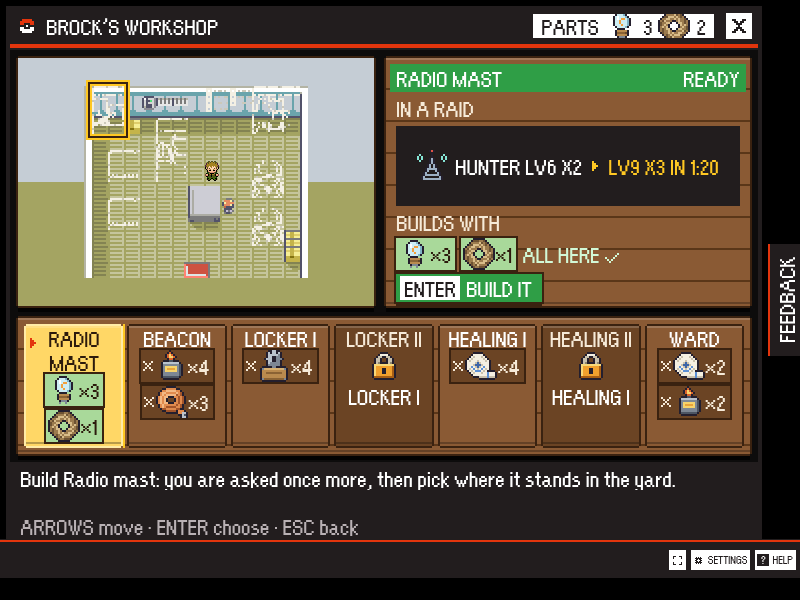 BROCK'S WORKSHOP
PARTS 3 2 X
RADIO MAST READY
IN A RAID
HUNTER LV6 X2 ▸ LV9 X3 IN 1:20
BUILDS WITH
×3 ×1 ALL HERE ✓
ENTER BUILD IT
FEEDBACK
RADIO MAST
×3
×1
BEACON
× ×4
× ×3
LOCKER I
× ×4
LOCKER II
LOCKER I
HEALING I
× ×4
HEALING II
HEALING I
WARD
× ×2
× ×2
Build Radio mast: you are asked once more, then pick where it stands in the yard.
ARROWS move · ENTER choose · ESC back
SETTINGS ? HELP